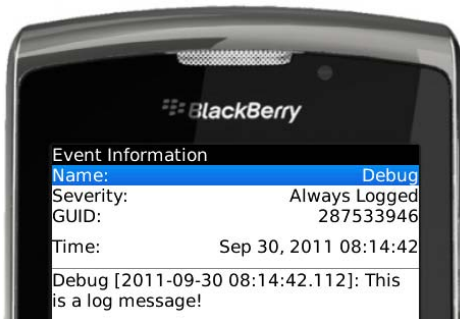 BlackBerry
Event Information
Name: Debug
Severity: Always Logged
GUID: 287533946
Time: Sep 30, 2011 08:14:42
Debug [2011-09-30 08:14:42.112]: This
is a log message!